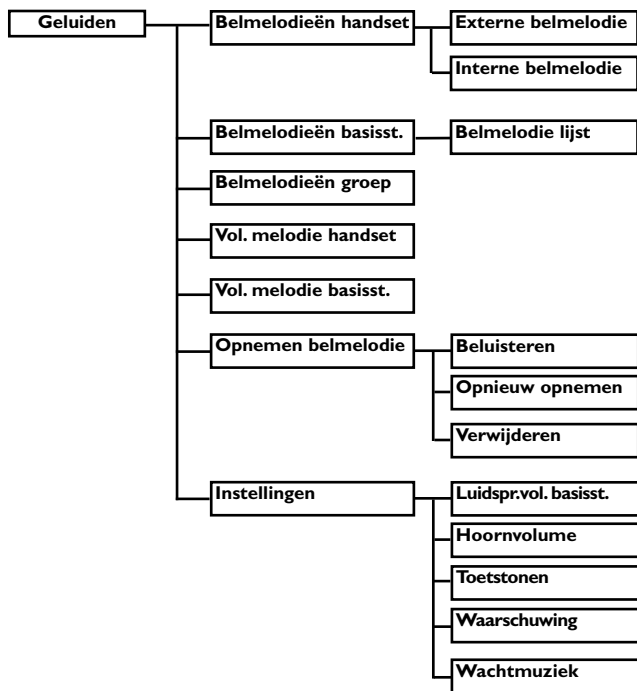 Geluiden
Belmelodieën handset
Externe belmelodie
Interne belmelodie
Belmelodieën basisst.
Belmelodie lijst
Belmelodieën groep
Vol. melodie handset
Vol. melodie basisst.
Opnemen belmelodie
Beluisteren
Opnieuw opnemen
Verwijderen
Instellingen
Luidspr.vol. basisst.
Hoornvolume
Toetstonen
Waarschuwing
Wachtmuziek